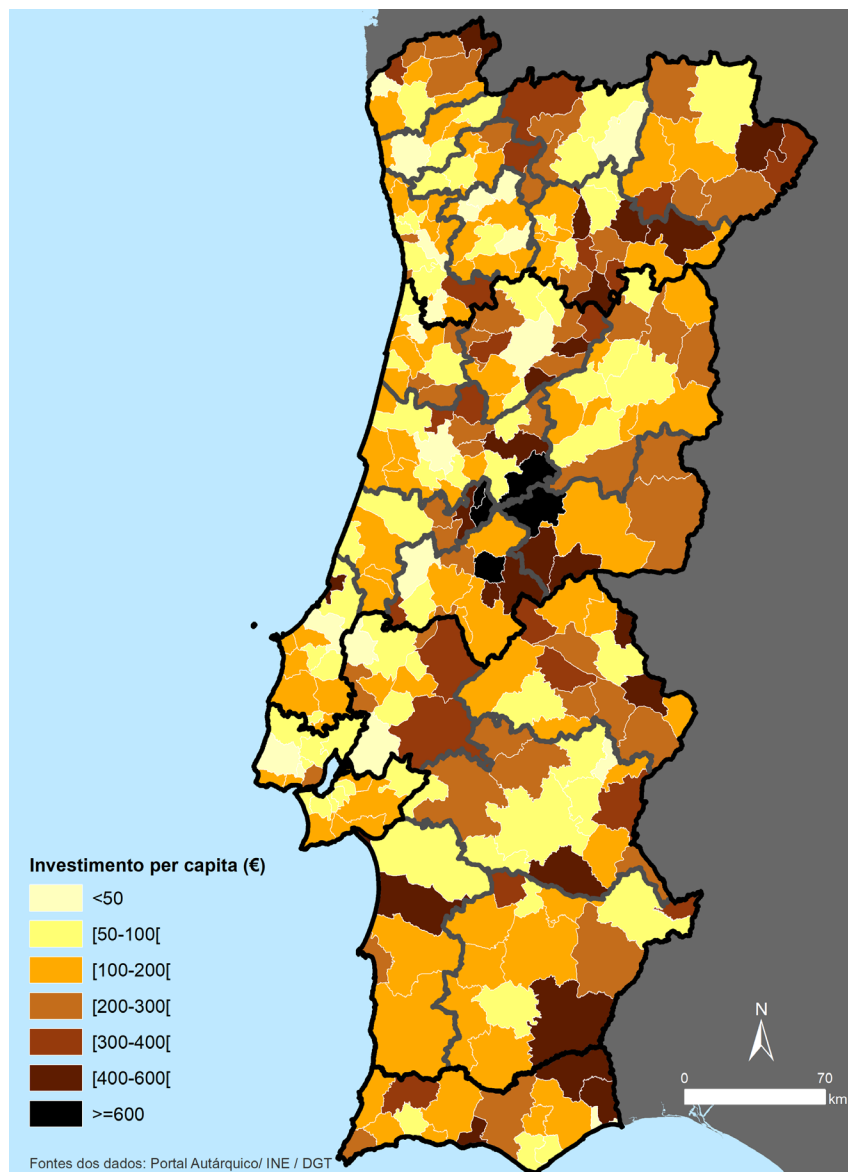 Investimento per capita (€)
<50
[50-100[
[100-200[
[200-300[
[300-400[
[400-600[
>=600
N
0 70
km
Fontes dos dados: Portal Autárquico/ INE / DGT